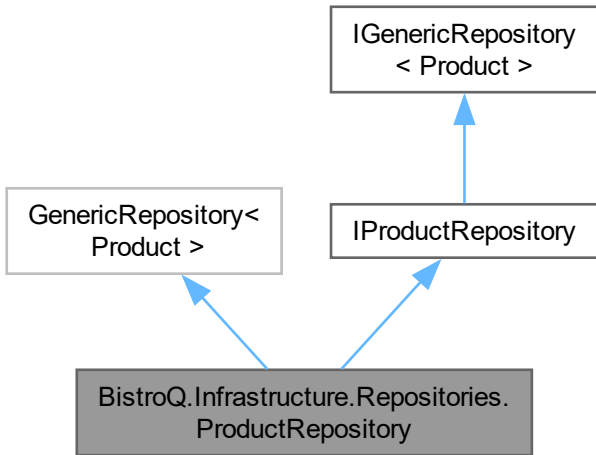 IGenericRepository
< Product >
GenericRepository<
Product >
IProductRepository
BistroQ.Infrastructure.Repositories.
ProductRepository